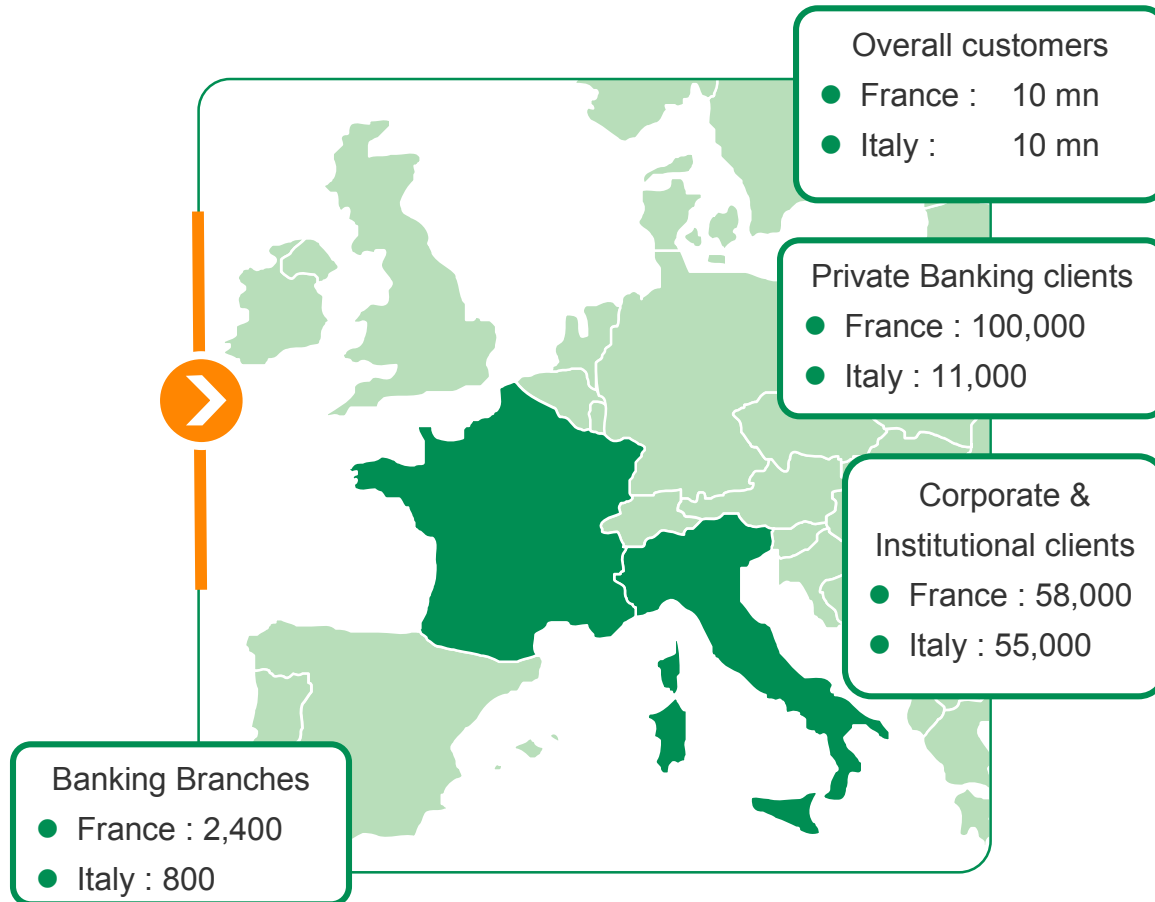 Overall customers
● France : 10 mn
● Italy : 10 mn
Private Banking clients
● France : 100,000
● Italy : 11,000
Corporate &
Institutional clients
● France : 58,000
● Italy : 55,000
Banking Branches
● France : 2,400
● Italy : 800